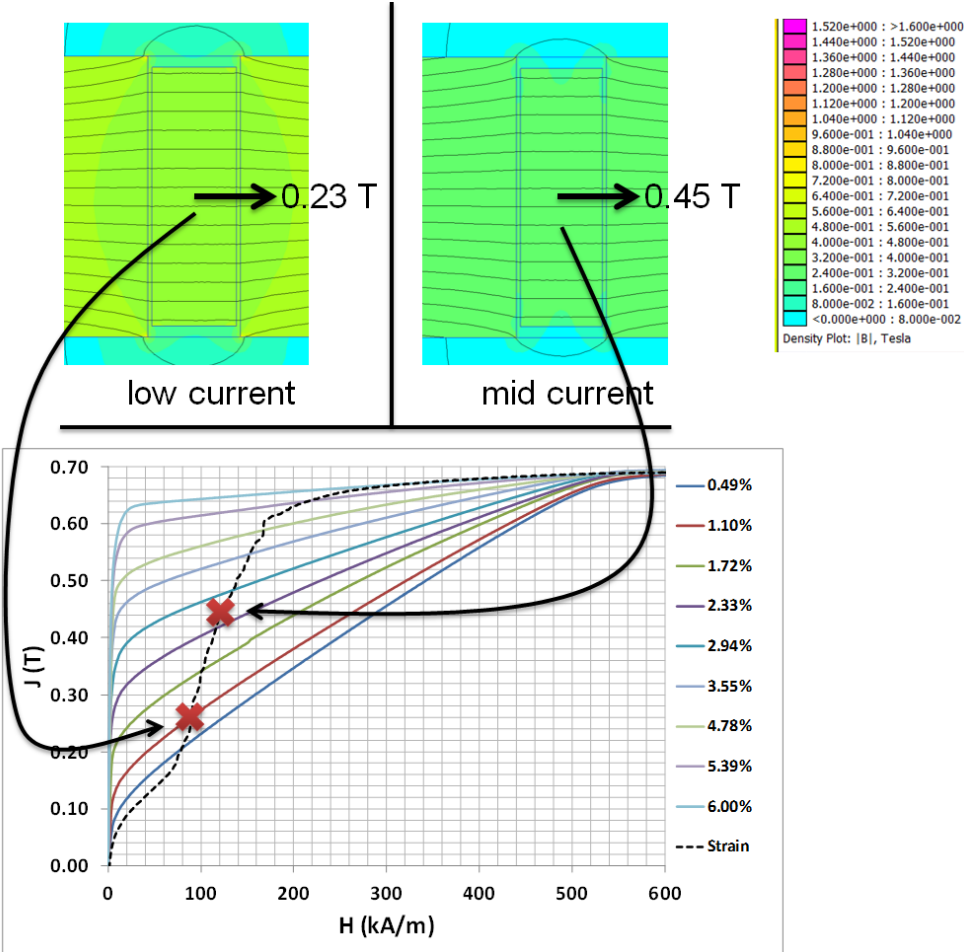 0.23 T
low current
0.45 T
mid current
1.520e+000 : >1.600e+000
1.440e+000 : 1.520e+000
1.360e+000 : 1.440e+000
1.280e+000 : 1.360e+000
1.200e+000 : 1.280e+000
1.120e+000 : 1.200e+000
1.040e+000 : 1.120e+000
9.600e-001 : 1.040e+000
8.800e-001 : 9.600e-001
8.000e-001 : 8.800e-001
7.200e-001 : 8.000e-001
6.400e-001 : 7.200e-001
5.600e-001 : 6.400e-001
4.800e-001 : 5.600e-001
4.000e-001 : 4.800e-001
3.200e-001 : 4.000e-001
2.400e-001 : 3.200e-001
1.600e-001 : 2.400e-001
8.000e-002 : 1.600e-001
<0.000e+000 : 8.000e-002
Density Plot: |B|, Tesla
J (T)
0.70
0.60
0.50
0.40
0.30
0.20
0.10
0.00
0 100 200 300 400 500 600
H (kA/m)
0.49%
1.10%
1.72%
2.33%
2.94%
3.55%
4.78%
5.39%
6.00%
Strain